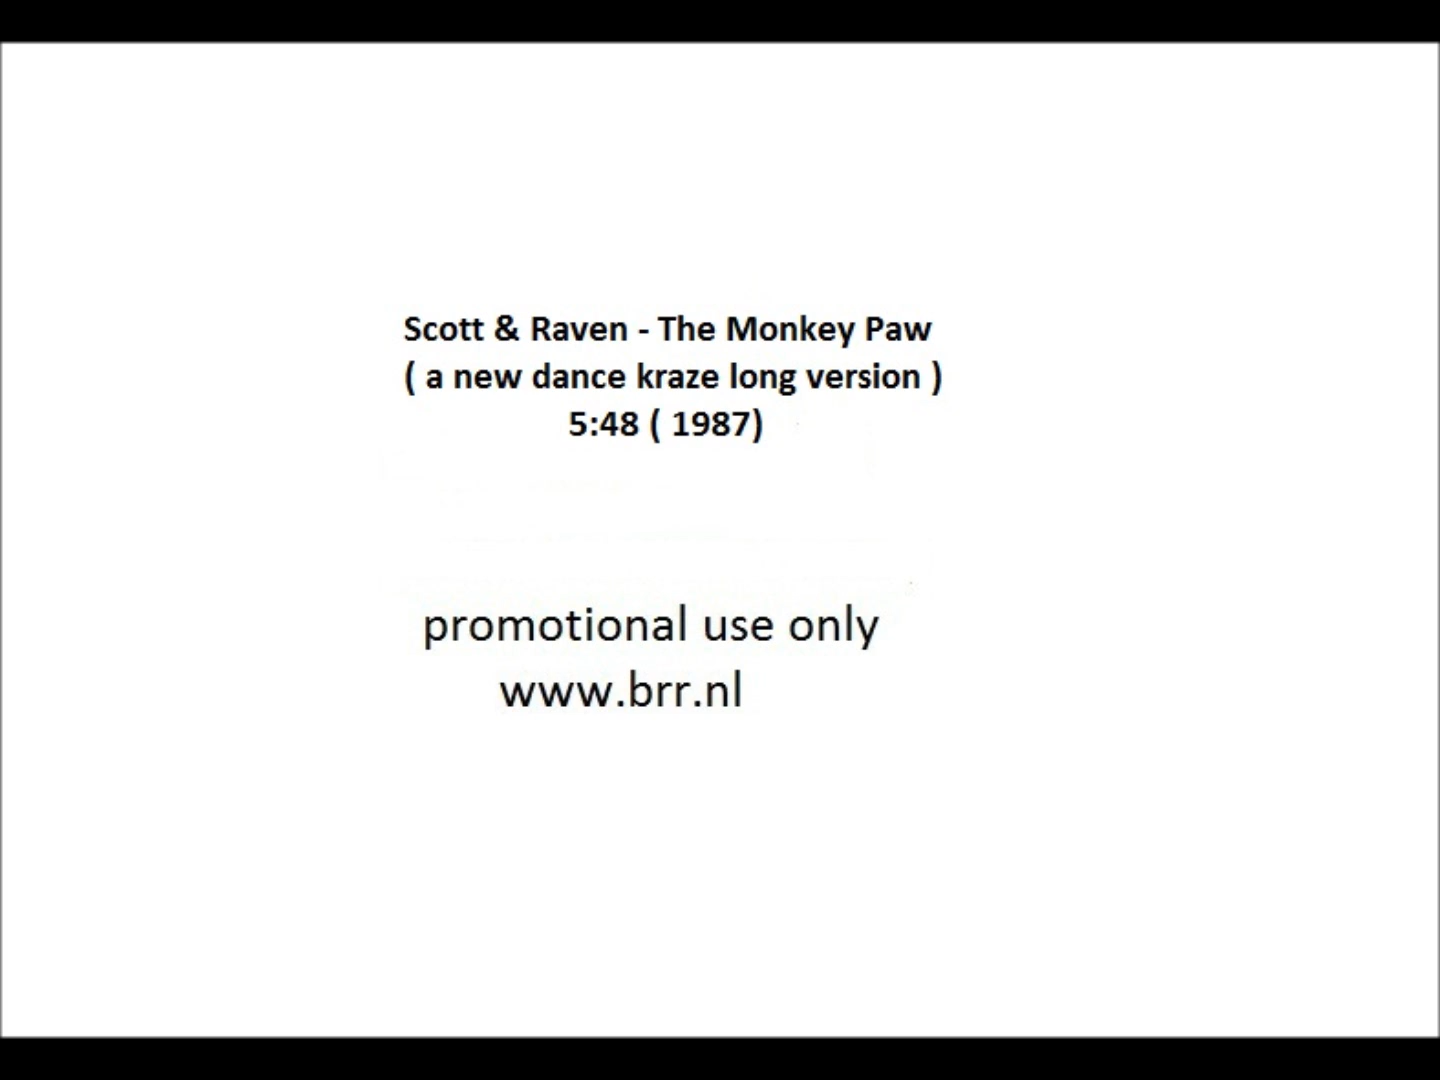 Scott & Raven - The Monkey Paw
( a new dance kraze long version )
5:48 ( 1987)
promotional use only
www.brr.nl